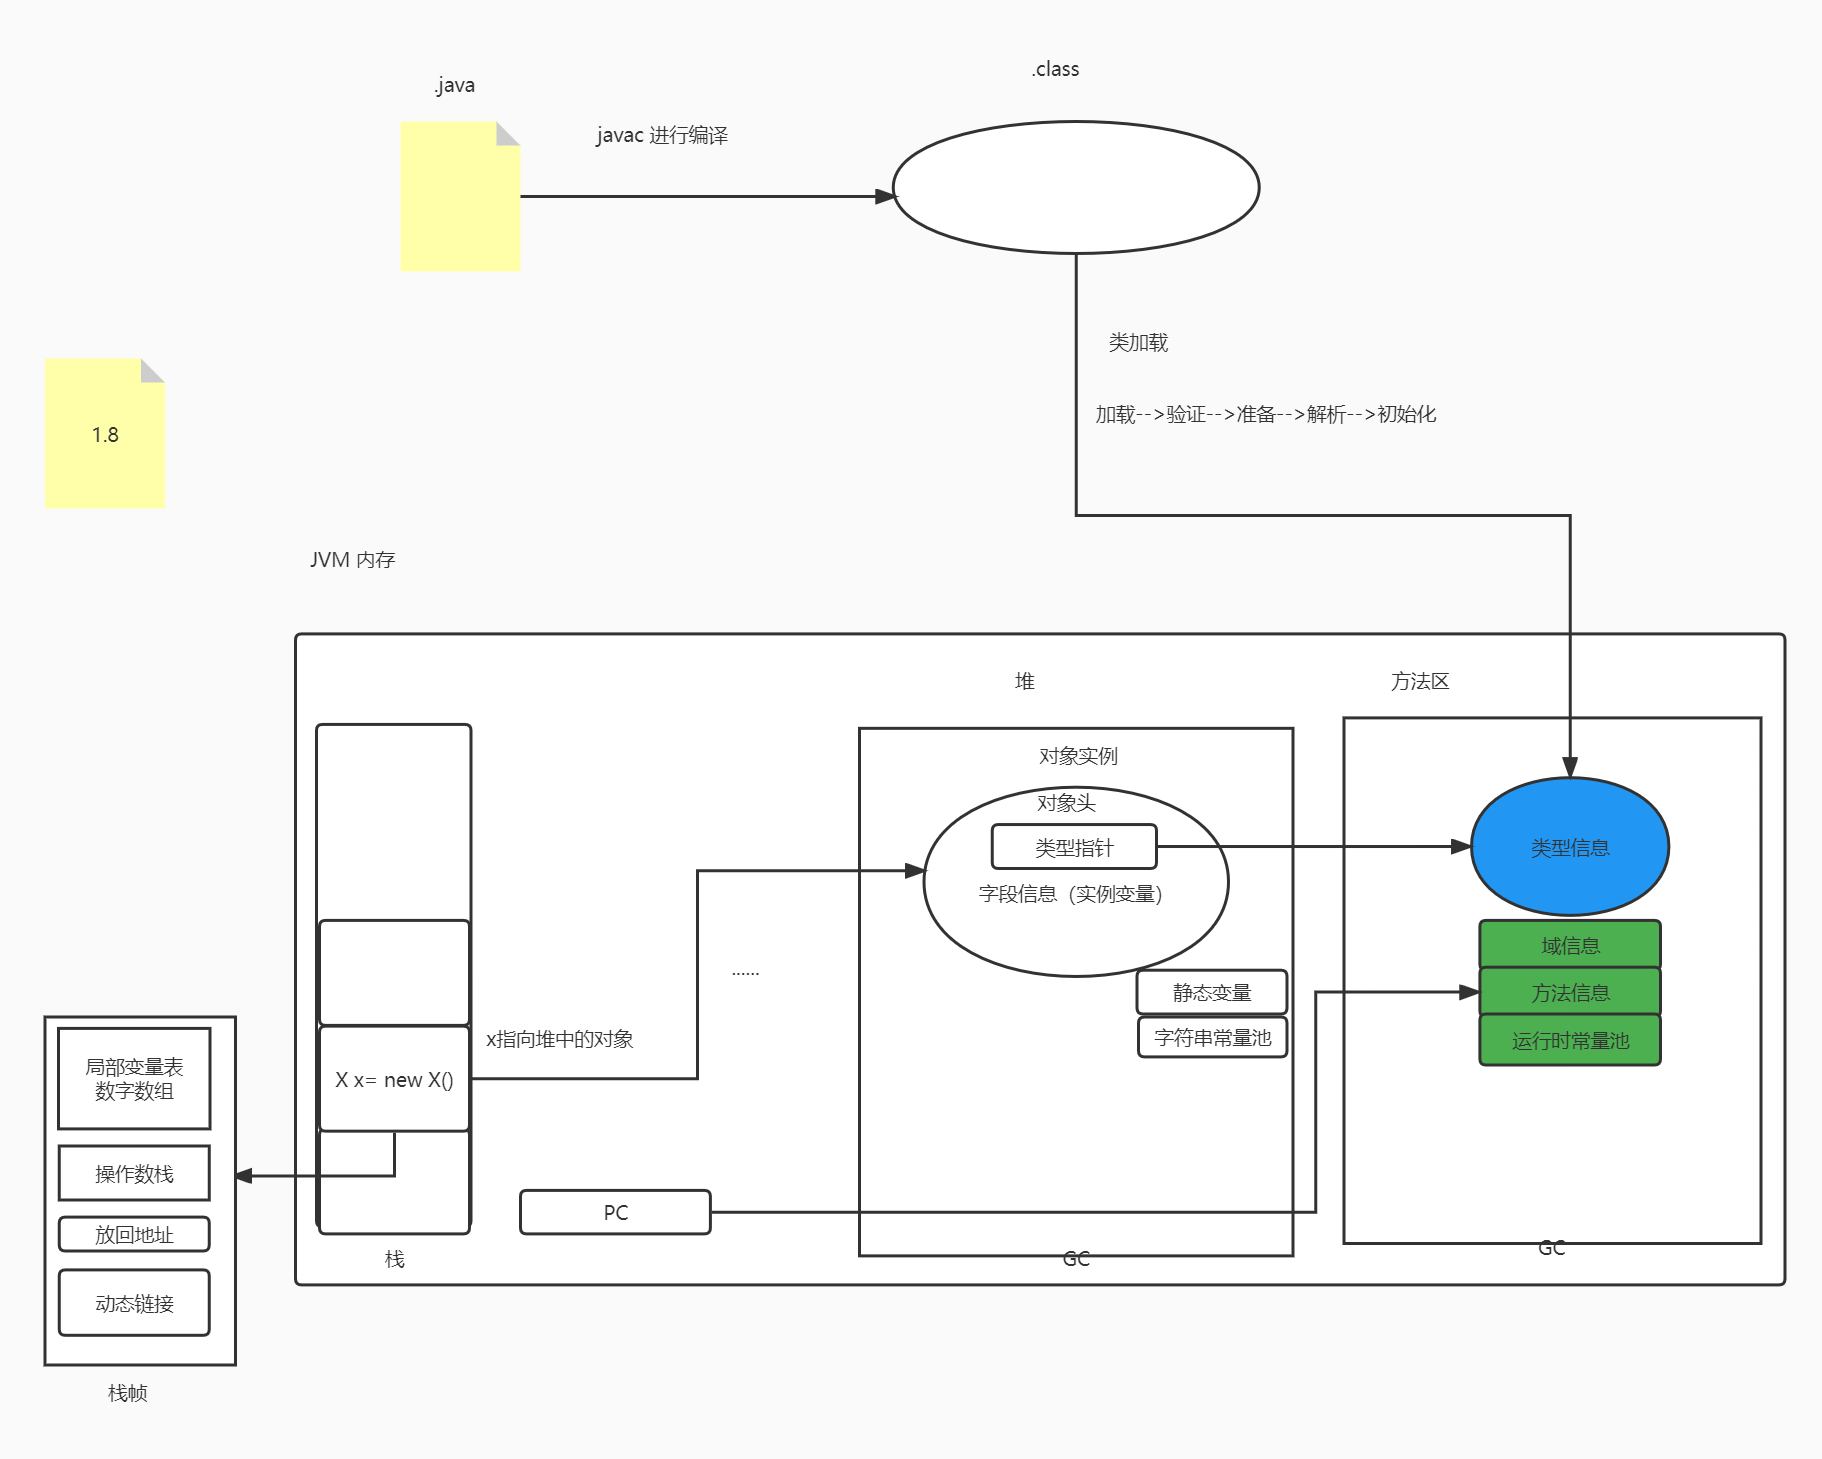 .java
.class
javac 进行编译
类加载
加载-->验证-->准备-->解析-->初始化
1.8
JVM 内存
堆
方法区
对象实例
对象头
类型指针
字段信息（实例变量）
类型信息
域信息
方法信息
运行时常量池
......
静态变量
字符串常量池
x指向堆中的对象
X x= new X()
局部变量表
数字数组
操作数栈
放回地址
动态链接
栈帧
PC
栈
GC
GC